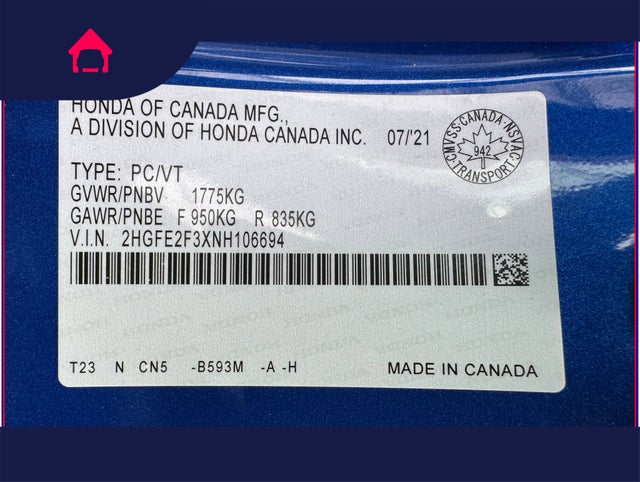 HONDA OF CANADA MFG.,
A DIVISION OF HONDA CANADA INC. 07/'21
CMVSS·CANADA·NSVAC·TRANSPORT
942
TYPE: PC/VT
GVWR/PNBV 1775KG
GAWR/PNBE F 950KG R 835KG
V.I.N. 2HGFE2F3XNH106694
T23 N CN5 -B593M -A -H MADE IN CANADA